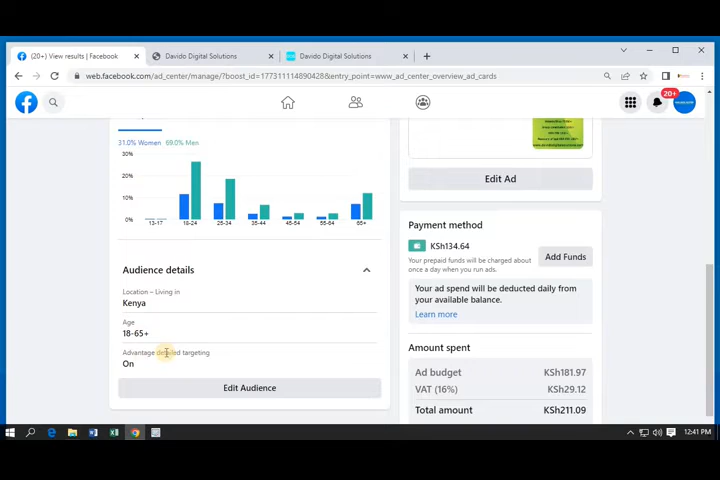 (20+) View results | Facebook
Davido Digital Solutions
Davido Digital Solutions
web.facebook.com/ad_center/manage/?boost_id=177311114890428&entry_point=www_ad_center_overview_ad_cards
20+
31.0% Women 69.0% Men
30%
20%
10%
0%
13-17 18-24 25-34 35-44 45-54 55-64 65+
Audience details
Location – Living in
Kenya
Age
18-65+
Advantage detailed targeting
On
Edit Audience
Edit Ad
Payment method
KSh134.64
Your prepaid funds will be charged about
once a day when you run ads.
Add Funds
Your ad spend will be deducted daily from
your available balance.
Learn more
Amount spent
Ad budget KSh181.97
VAT (16%) KSh29.12
Total amount KSh211.09
12:41 PM